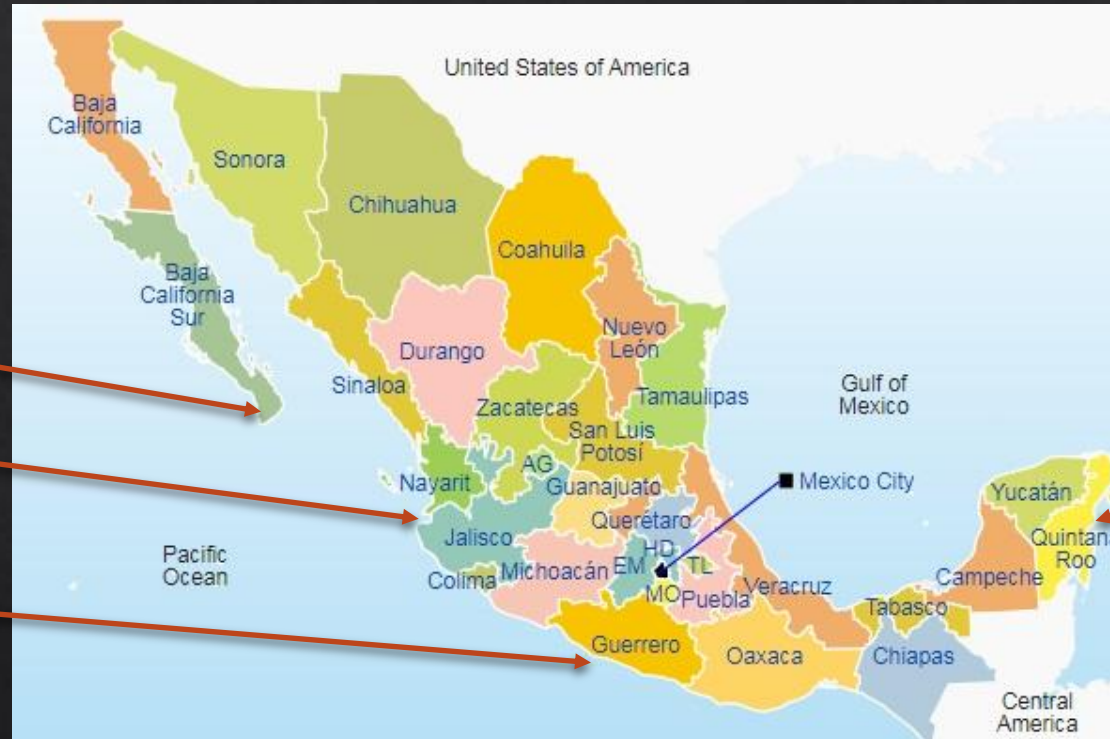 United States of America
Baja
California
Sonora
Chihuahua
Coahuila
Baja
California
Sur
Nuevo
León
Durango
Sinaloa
Tamaulipas
Gulf of
Mexico
Zacatecas
San Luis
Potosí
AG
Nayarit
Guanajuato
Mexico City
Yucatán
Querétaro
Jalisco
Quintana
Roo
HD
Pacific
Ocean
Colima
Michoacán
EM
TL
MO
Puebla
Veracruz
Campeche
Tabasco
Guerrero
Oaxaca
Chiapas
Central
America